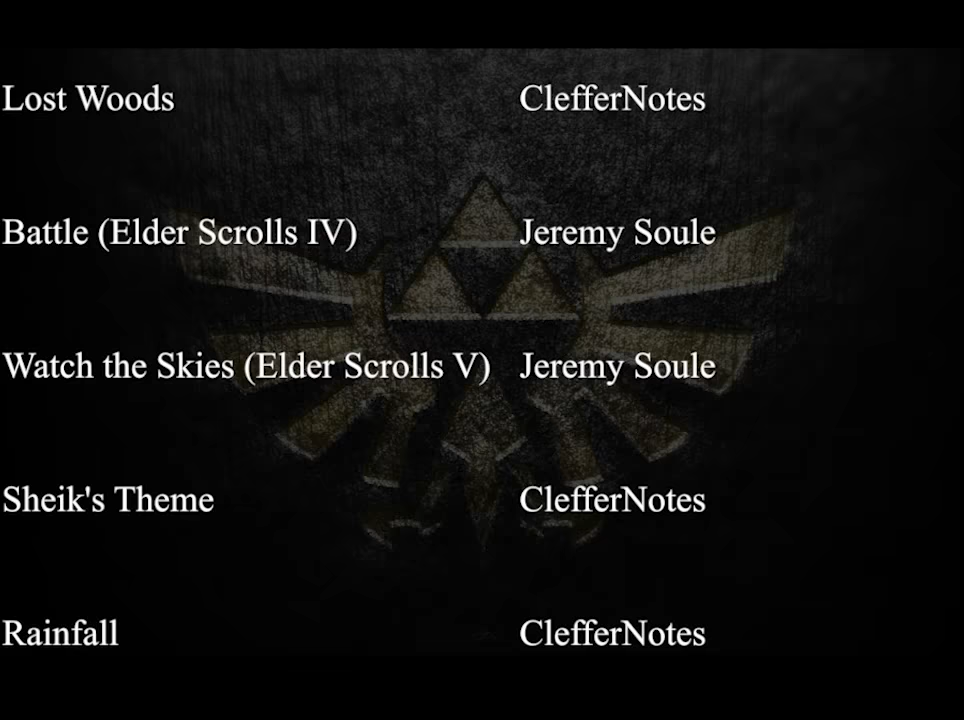 Lost Woods ClefferNotes
Battle (Elder Scrolls IV) Jeremy Soule
Watch the Skies (Elder Scrolls V) Jeremy Soule
Sheik's Theme ClefferNotes
Rainfall ClefferNotes